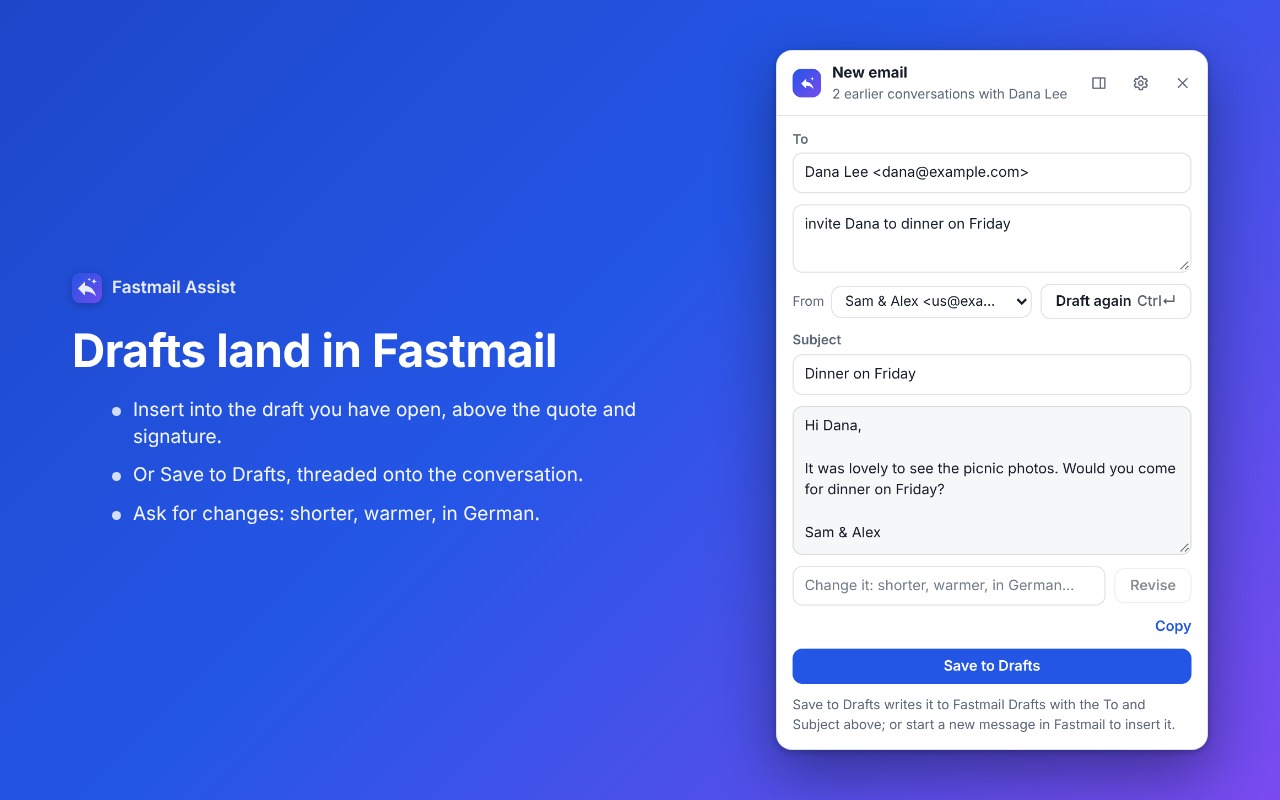 Fastmail Assist
Drafts land in Fastmail
Insert into the draft you have open, above the quote and
signature.
Or Save to Drafts, threaded onto the conversation.
Ask for changes: shorter, warmer, in German.
New email
2 earlier conversations with Dana Lee
To
Dana Lee <dana@example.com>
invite Dana to dinner on Friday
From Sam & Alex <us@exa... Draft again Ctrl↵
Subject
Dinner on Friday
Hi Dana,
It was lovely to see the picnic photos. Would you come
for dinner on Friday?
Sam & Alex
Change it: shorter, warmer, in German... Revise
Copy
Save to Drafts
Save to Drafts writes it to Fastmail Drafts with the To and
Subject above; or start a new message in Fastmail to insert it.